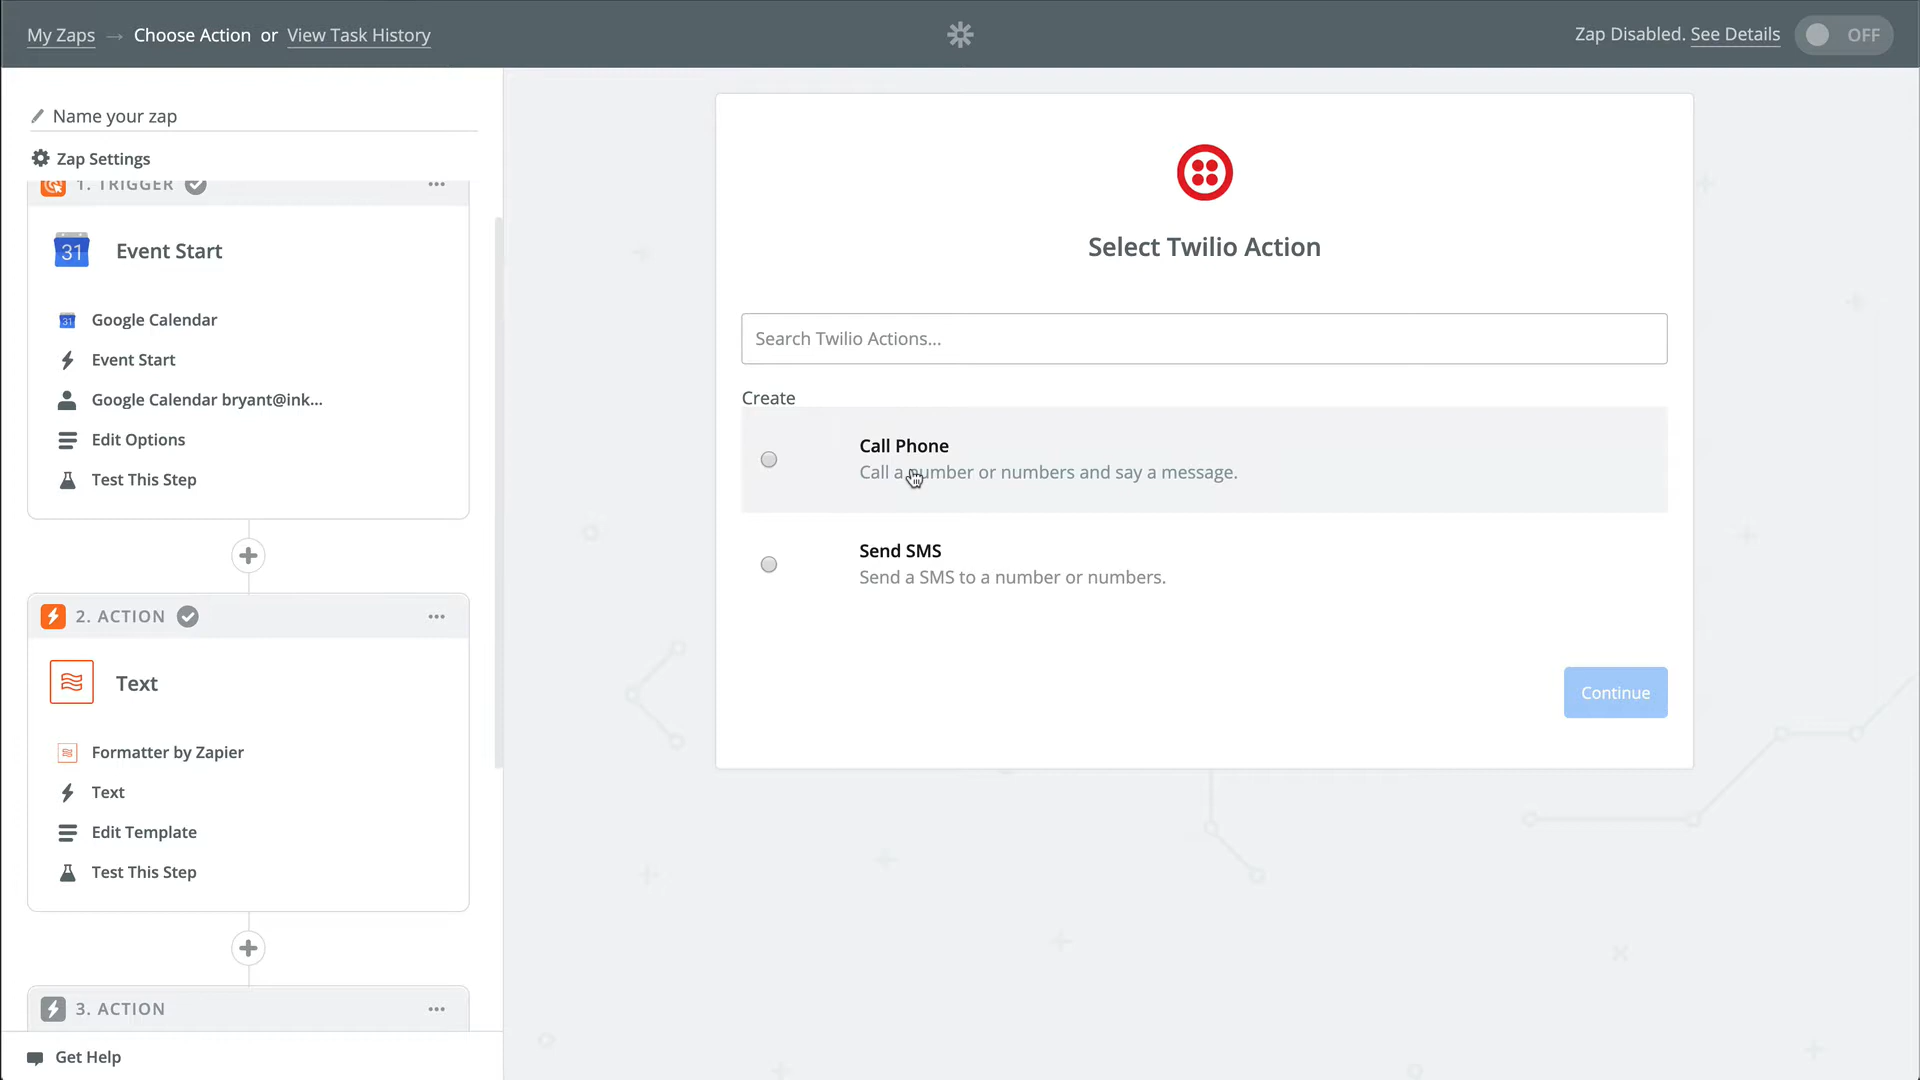 My Zaps → Choose Action or View Task History
Zap Disabled. See Details OFF
Name your zap
Zap Settings
1. TRIGGER
31 Event Start
31 Google Calendar
Event Start
Google Calendar bryant@ink...
Edit Options
Test This Step
2. ACTION
Text
Formatter by Zapier
Text
Edit Template
Test This Step
3. ACTION
Get Help
Select Twilio Action
Search Twilio Actions...
Create
Call Phone
Call a number or numbers and say a message.
Send SMS
Send a SMS to a number or numbers.
Continue